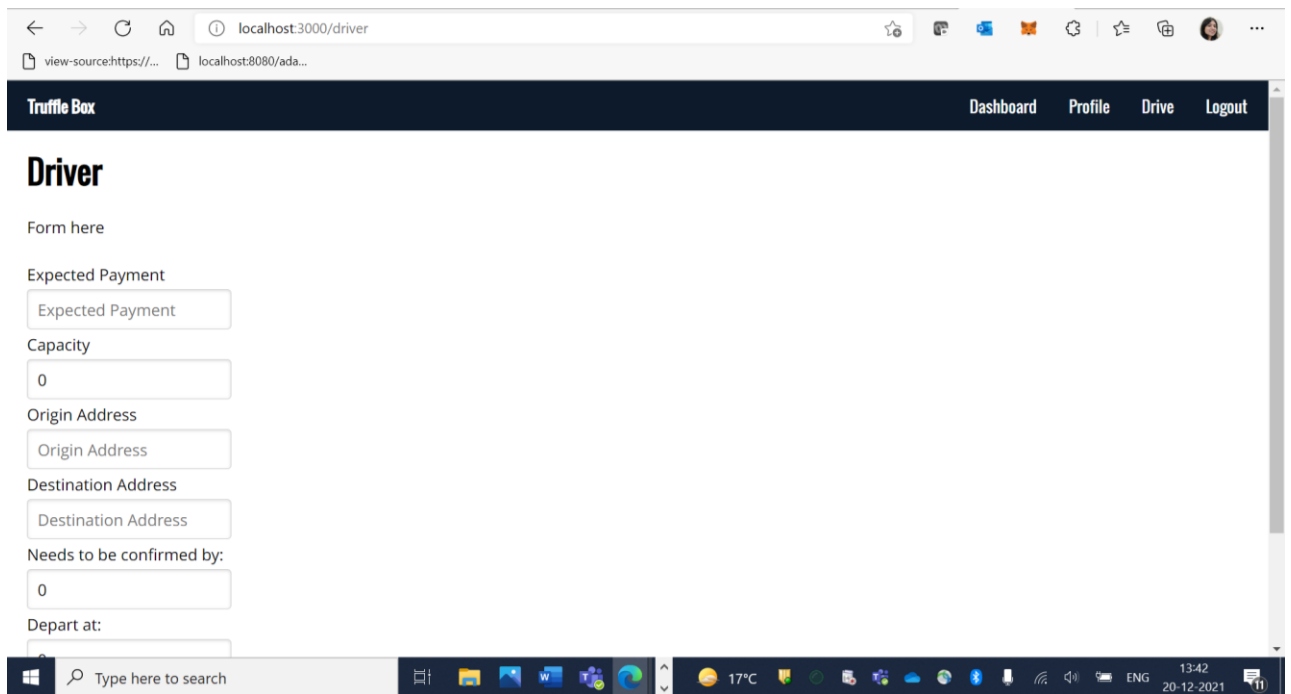 localhost:3000/driver
view-source:https://... localhost:8080/ada...
Truffle Box Dashboard Profile Drive Logout
Driver
Form here
Expected Payment
Expected Payment
Capacity
0
Origin Address
Origin Address
Destination Address
Destination Address
Needs to be confirmed by:
0
Depart at:
Type here to search 17°C ENG 13:42
20-12-2021 11